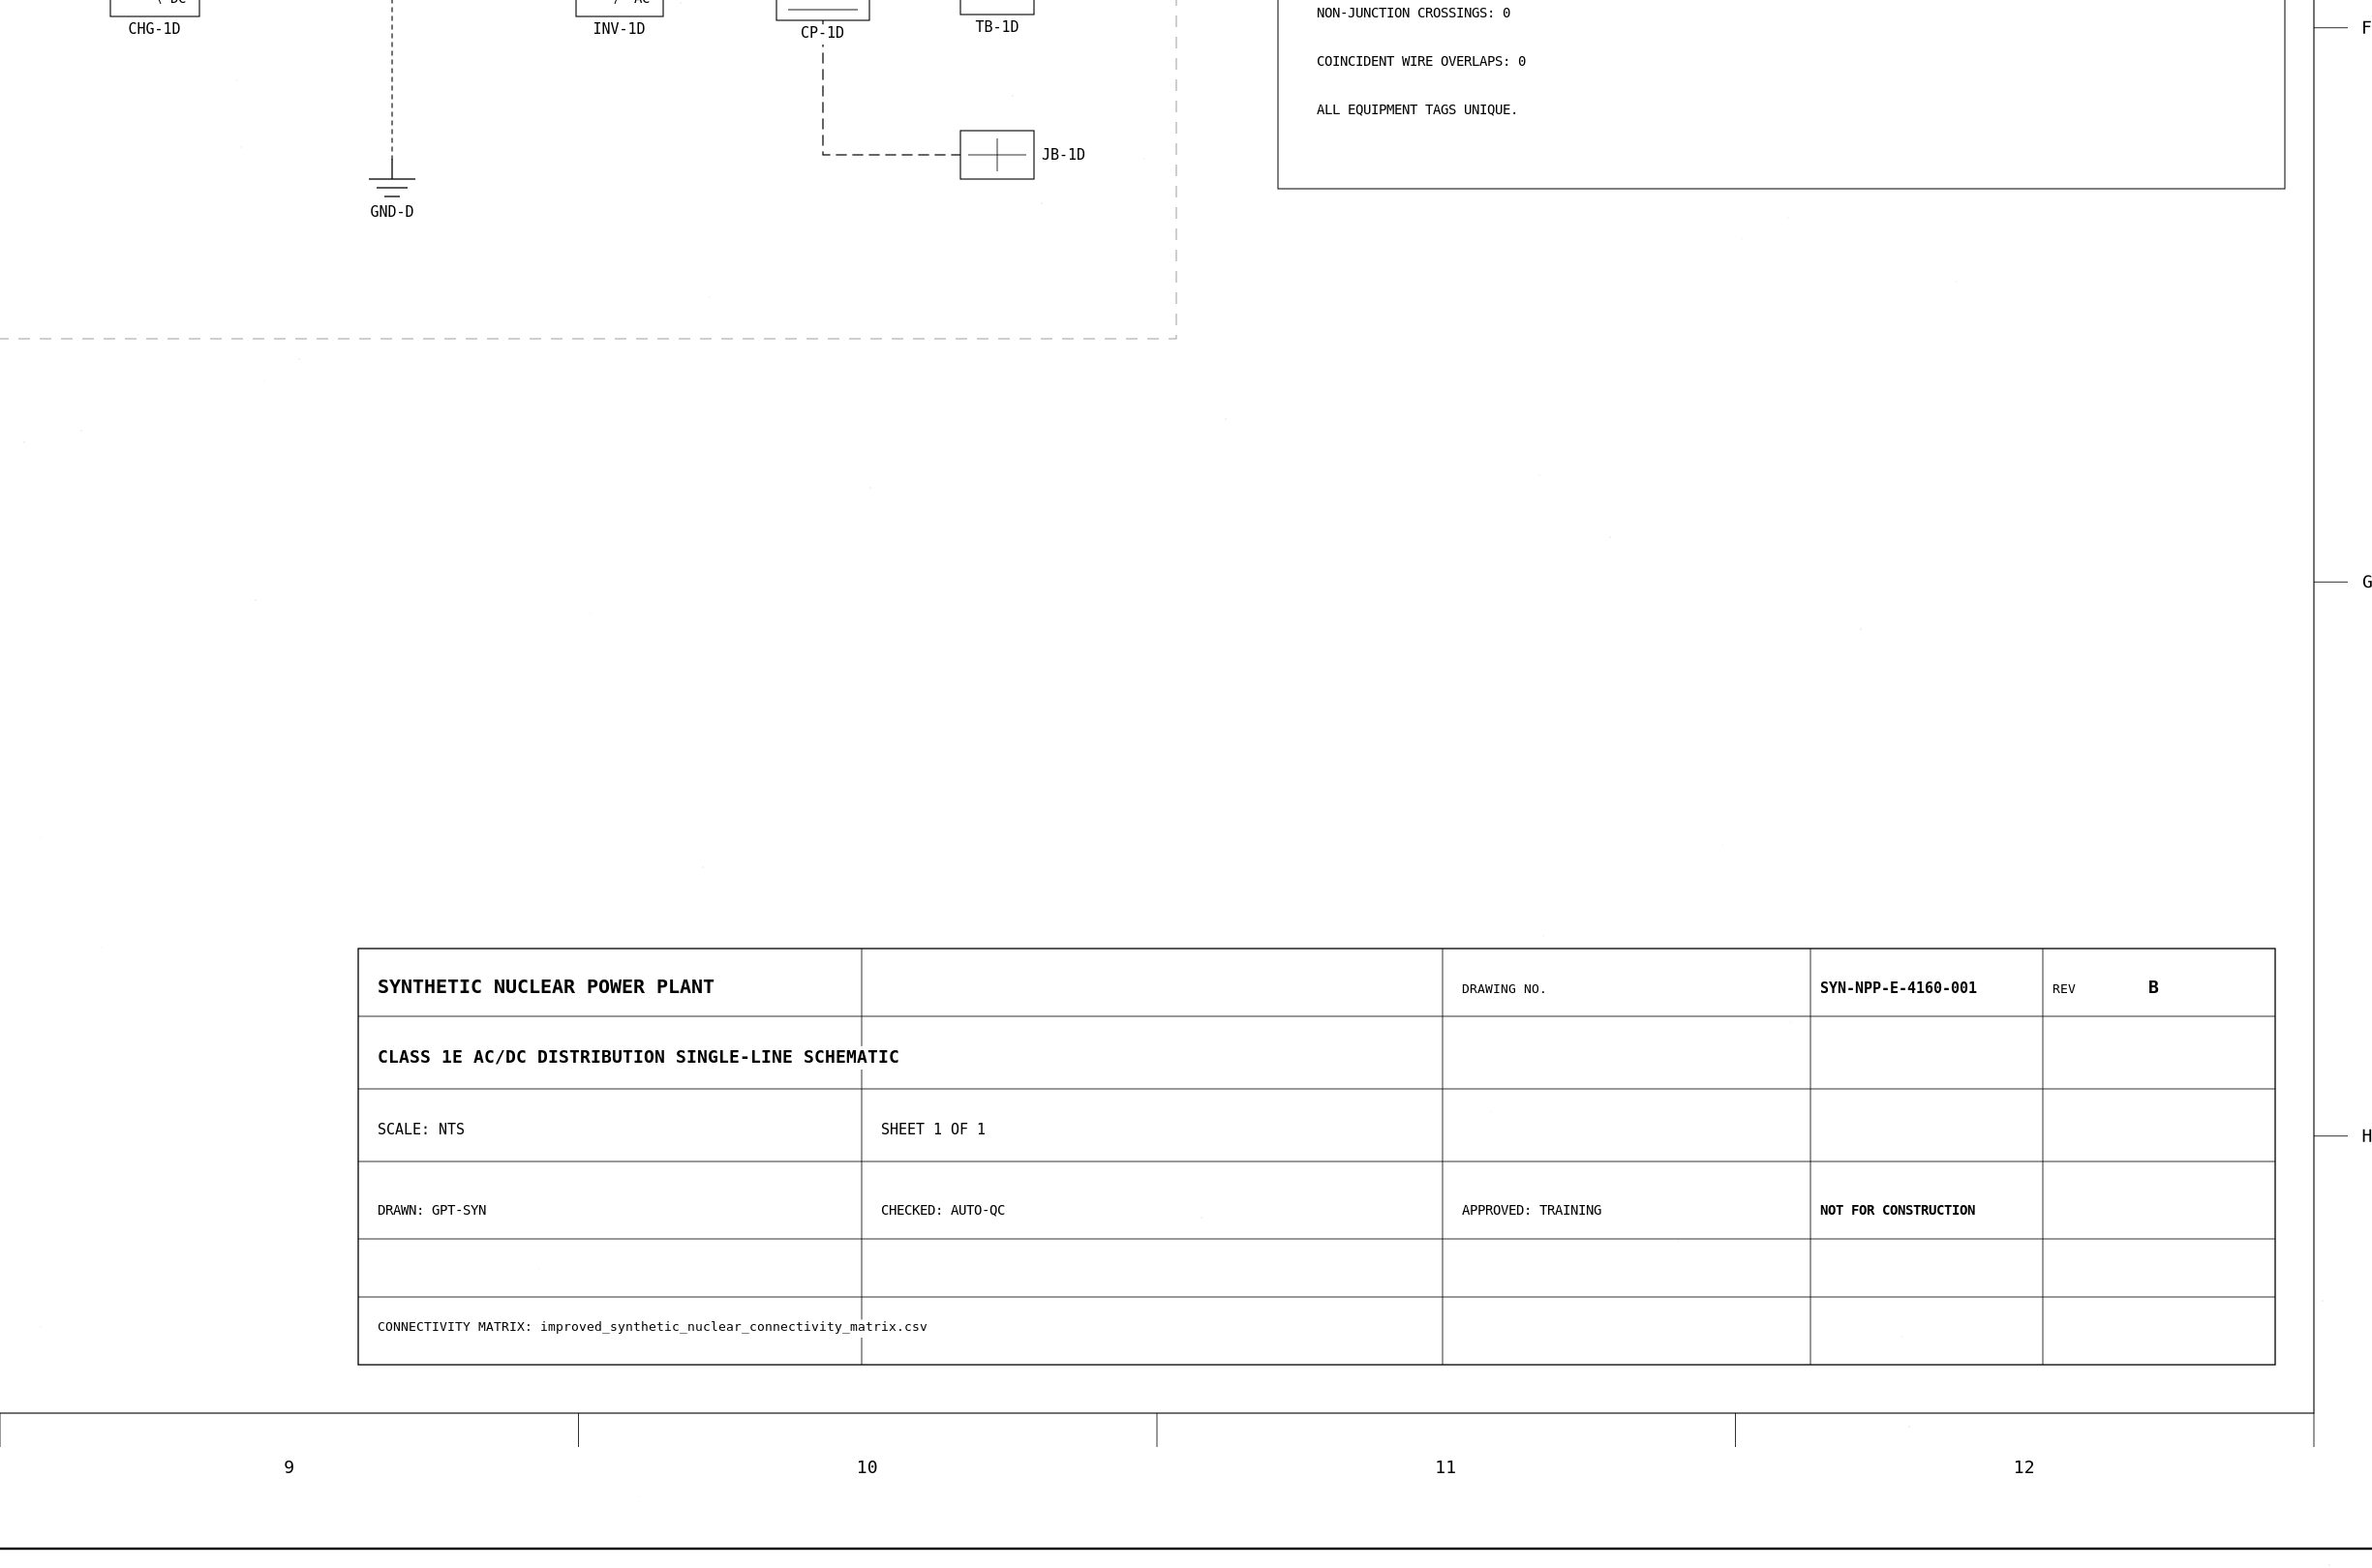 DC
AC
NON-JUNCTION CROSSINGS: 0
F
CHG-1D
INV-1D
CP-1D
TB-1D
COINCIDENT WIRE OVERLAPS: 0
ALL EQUIPMENT TAGS UNIQUE.
JB-1D
GND-D
G
SYNTHETIC NUCLEAR POWER PLANT
DRAWING NO.
SYN-NPP-E-4160-001
REV
B
CLASS 1E AC/DC DISTRIBUTION SINGLE-LINE SCHEMATIC
SCALE: NTS
SHEET 1 OF 1
H
DRAWN: GPT-SYN
CHECKED: AUTO-QC
APPROVED: TRAINING
NOT FOR CONSTRUCTION
CONNECTIVITY MATRIX: improved_synthetic_nuclear_connectivity_matrix.csv
9
10
11
12